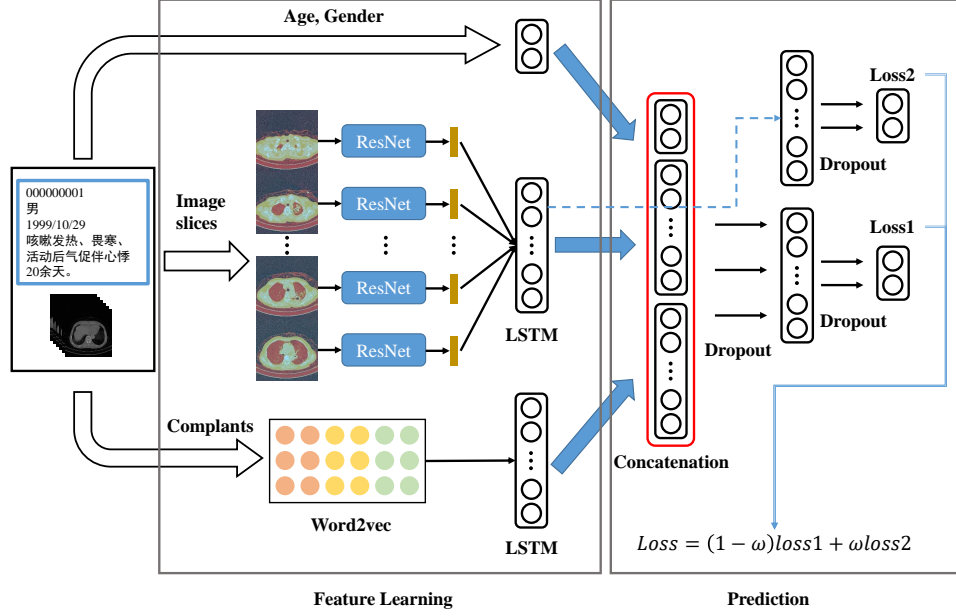 Age, Gender
000000001
男
1999/10/29
咳嗽发热、畏寒、
活动后气促伴心悸
20余天。
Image
slices
ResNet
ResNet
ResNet
ResNet
LSTM
Complants
Word2vec
LSTM
Feature Learning
Concatenation
Dropout
Dropout
Loss2
Dropout
Loss1
Loss = (1 − ω)loss1 + ωloss2
Prediction